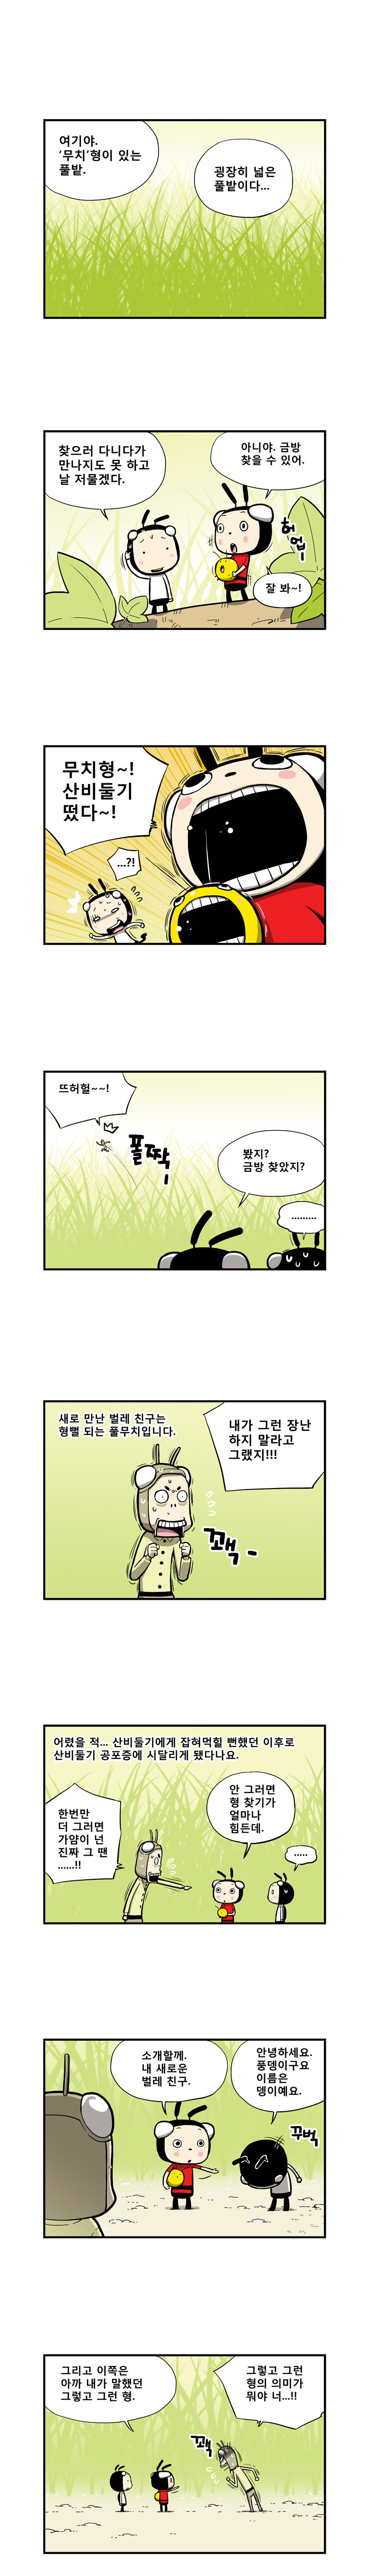 여기야.
‘무치’형이 있는
풀밭.
굉장히 넓은
풀밭이다...
찾으러 다니다가
만나지도 못 하고
날 저물겠다.
아니야. 금방
찾을 수 있어.
허업
잘 봐~!
무치형~!
산비둘기
떴다~!
...?!
뜨허헐~~!
폴짝
봤지?
금방 찾았지?
.........
새로 만난 벌레 친구는
형뻘 되는 풀무치입니다.
내가 그런 장난
하지 말라고
그랬지!!!
꽥-
어렸을 적... 산비둘기에게 잡혀먹힐 뻔했던 이후로
산비둘기 공포증에 시달리게 됐다나요.
한번만
더 그러면
가얌이 넌
진짜 그 땐
......!!
안 그러면
형 찾기가
얼마나
힘든데.
.....
소개할께.
내 새로운
벌레 친구.
안녕하세요.
풍뎅이구요
이름은
뎅이예요.
꾸벅
그리고 이쪽은
아까 내가 말했던
그렇고 그런 형.
그렇고 그런
형의 의미가
뭐야 너...!!
꽥